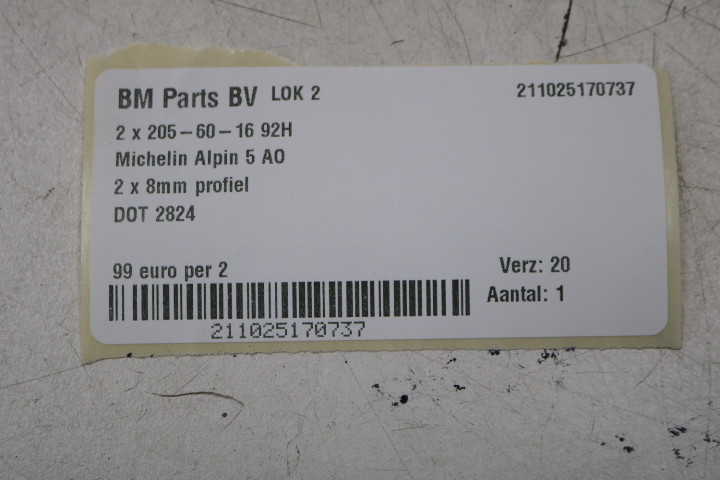 BM Parts BV LOK 2 211025170737
2 x 205-60-16 92H
Michelin Alpin 5 AO
2 x 8mm profiel
DOT 2824
99 euro per 2 Verz: 20
Aantal: 1
211025170737